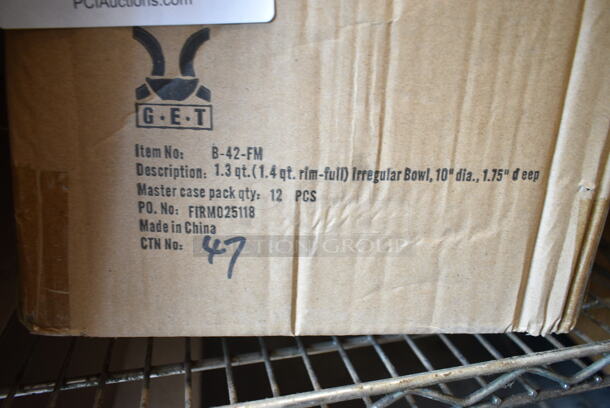 PCIAuctions.com
G·E·T
Item No: B-42-FM
Description: 1.3 qt.(1.4 qt. rim-full) Irregular Bowl, 10" dia., 1.75" deep
Master case pack qty: 12 PCS
PO. No: FIRM025118
Made in China
CTN No: 47
AUCTION GROUP